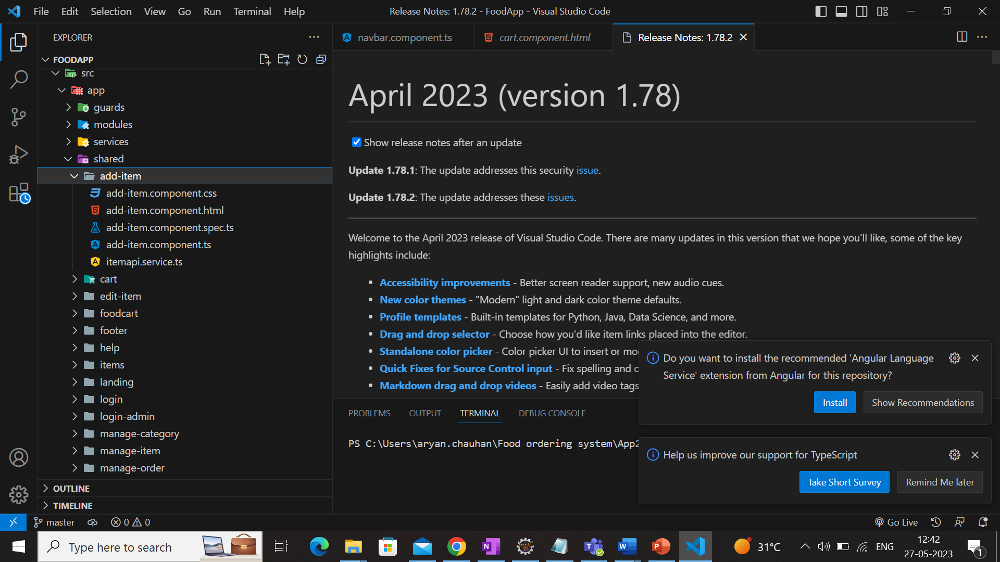 File Edit Selection View Go Run Terminal Help
Release Notes: 1.78.2 - FoodApp - Visual Studio Code
EXPLORER
FOODAPP
src
app
guards
modules
services
shared
add-item
add-item.component.css
add-item.component.html
add-item.component.spec.ts
add-item.component.ts
itemapi.service.ts
cart
edit-item
foodcart
footer
help
items
landing
login
login-admin
manage-category
manage-item
manage-order
OUTLINE
TIMELINE
navbar.component.ts
cart.component.html
Release Notes: 1.78.2
April 2023 (version 1.78)
Show release notes after an update
Update 1.78.1: The update addresses this security issue.
Update 1.78.2: The update addresses these issues.
Welcome to the April 2023 release of Visual Studio Code. There are many updates in this version that we hope you'll like, some of the key
highlights include:
• Accessibility improvements - Better screen reader support, new audio cues.
• New color themes - "Modern" light and dark color theme defaults.
• Profile templates - Built-in templates for Python, Java, Data Science, and more.
• Drag and drop selector - Choose how you'd like item links placed into the editor.
• Standalone color picker - Color picker UI to insert or
• Quick Fixes for Source Control input - Fix spelling and
• Markdown drag and drop videos - Easily add video tags
PROBLEMS OUTPUT TERMINAL DEBUG CONSOLE
PS C:\Users\aryan.chauhan\Food ordering system\App2
Do you want to install the recommended 'Angular Language
Service' extension from Angular for this repository?
Install
Show Recommendations
Help us improve our support for TypeScript
Take Short Survey
Remind Me later
master
0 0
Go Live
Type here to search
31°C
ENG
12:42
27-05-2023
1